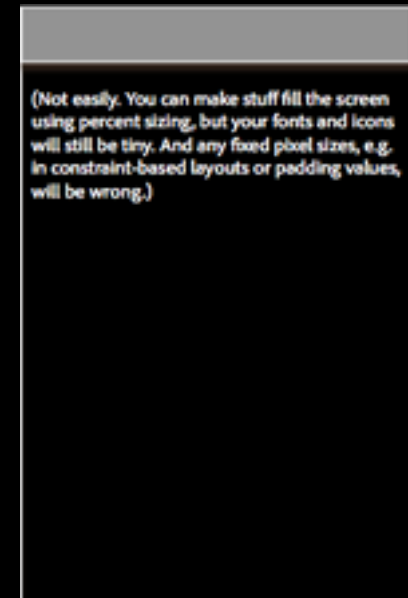 (Not easily. You can make stuff fill the screen
using percent sizing, but your fonts and icons
will still be tiny. And any fixed pixel sizes, e.g.
in constraint-based layouts or padding values,
will be wrong.)